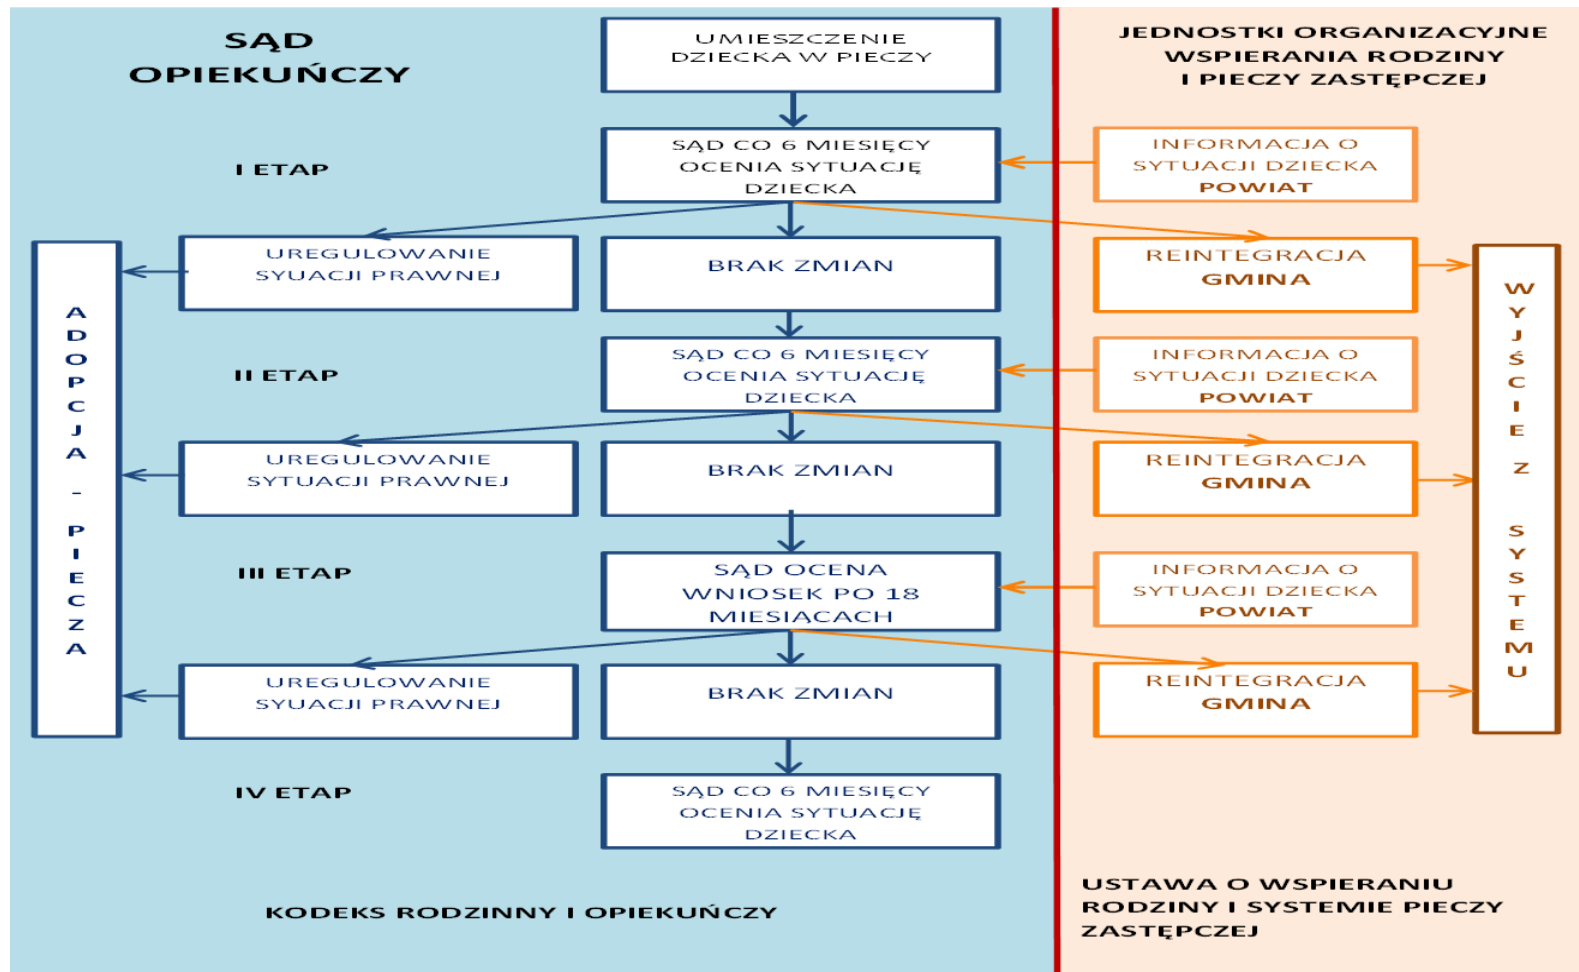 SĄD
OPIEKUŃCZY
UMIESZCZENIE
DZIECKA W PIECZY
JEDNOSTKI ORGANIZACYJNE
WSPIERANIA RODZINY
I PIECZY ZASTĘPCZEJ
I ETAP
SĄD CO 6 MIESIĘCY
OCENIA SYTUACJĘ
DZIECKA
INFORMACJA O
SYTUACJI DZIECKA
POWIAT
UREGULOWANIE
SYUACJI PRAWNEJ
BRAK ZMIAN
REINTEGRACJA
GMINA
ADOPCJA - PIECZA
WYJŚCIE Z SYSTEMU
II ETAP
SĄD CO 6 MIESIĘCY
OCENIA SYTUACJĘ
DZIECKA
INFORMACJA O
SYTUACJI DZIECKA
POWIAT
UREGULOWANIE
SYTUACJI PRAWNEJ
BRAK ZMIAN
REINTEGRACJA
GMINA
III ETAP
SĄD OCENA
WNIOSEK PO 18
MIESIĄCACH
INFORMACJA O
SYTUACJI DZIECKA
POWIAT
UREGULOWANIE
SYUACJI PRAWNEJ
BRAK ZMIAN
REINTEGRACJA
GMINA
IV ETAP
SĄD CO 6 MIESIĘCY
OCENIA SYTUACJĘ
DZIECKA
KODEKS RODZINNY I OPIEKUŃCZY
USTAWA O WSPIERANIU
RODZINY I SYSTEMIE PIECZY
ZASTĘPCZEJ